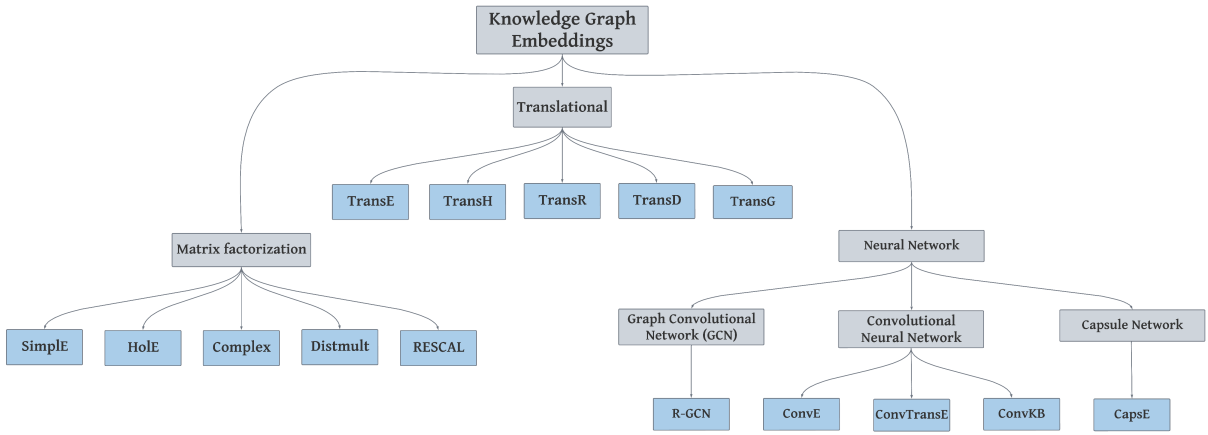 Knowledge Graph
Embeddings
Translational
TransE
TransH
TransR
TransD
TransG
Matrix factorization
SimplE
HolE
Complex
Distmult
RESCAL
Neural Network
Graph Convolutional
Network (GCN)
Convolutional
Neural Network
Capsule Network
R-GCN
ConvE
ConvTransE
ConvKB
CapsE